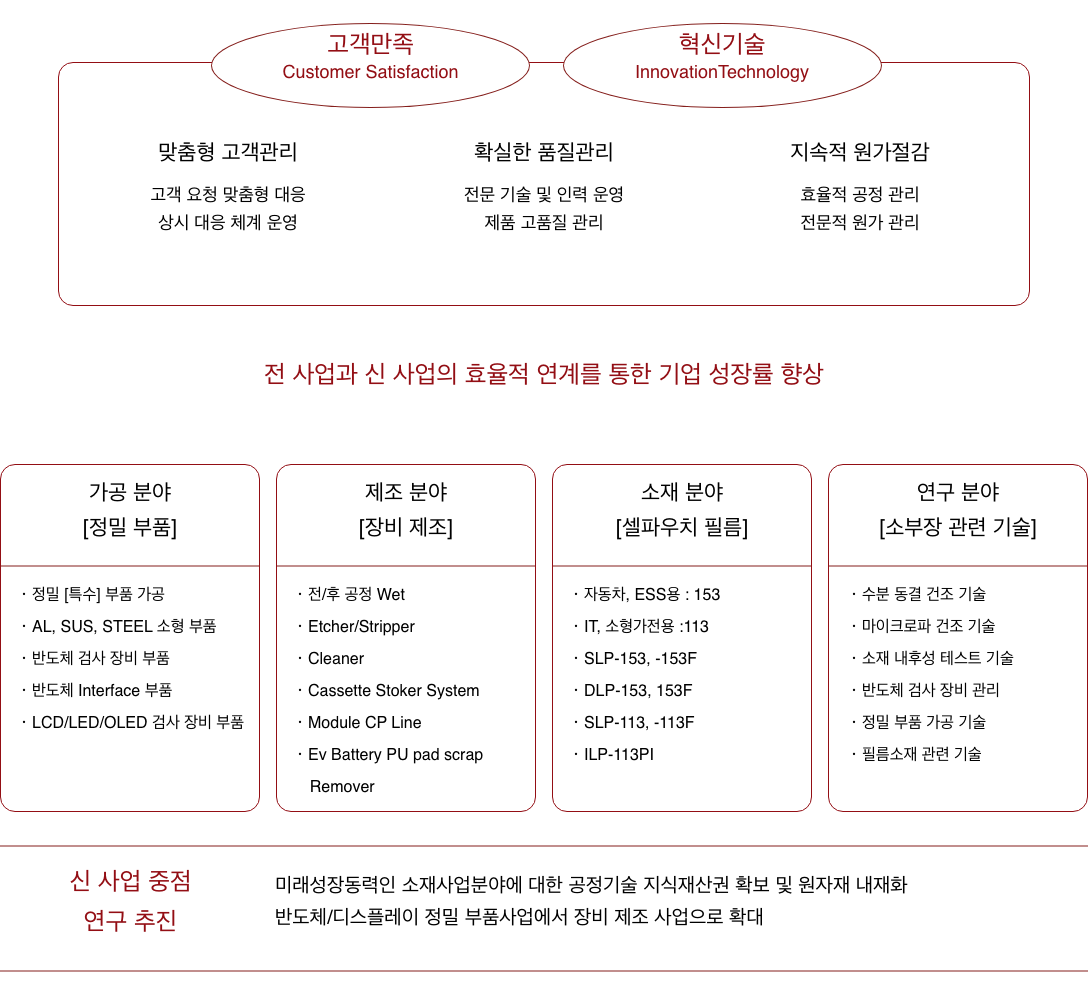 고객만족
Customer Satisfaction
혁신기술
InnovationTechnology
맞춤형 고객관리
고객 요청 맞춤형 대응
상시 대응 체계 운영
확실한 품질관리
전문 기술 및 인력 운영
제품 고품질 관리
지속적 원가절감
효율적 공정 관리
전문적 원가 관리
전 사업과 신 사업의 효율적 연계를 통한 기업 성장률 향상
가공 분야
[정밀 부품]
· 정밀 [특수] 부품 가공
· AL, SUS, STEEL 소형 부품
· 반도체 검사 장비 부품
· 반도체 Interface 부품
· LCD/LED/OLED 검사 장비 부품
제조 분야
[장비 제조]
· 전/후 공정 Wet
· Etcher/Stripper
· Cleaner
· Cassette Stoker System
· Module CP Line
· Ev Battery PU pad scrap
Remover
소재 분야
[셀파우치 필름]
· 자동차, ESS용 : 153
· IT, 소형가전용 :113
· SLP-153, -153F
· DLP-153, 153F
· SLP-113, -113F
· ILP-113PI
연구 분야
[소부장 관련 기술]
· 수분 동결 건조 기술
· 마이크로파 건조 기술
· 소재 내후성 테스트 기술
· 반도체 검사 장비 관리
· 정밀 부품 가공 기술
· 필름소재 관련 기술
신 사업 중점
연구 추진
미래성장동력인 소재사업분야에 대한 공정기술 지식재산권 확보 및 원자재 내재화
반도체/디스플레이 정밀 부품사업에서 장비 제조 사업으로 확대